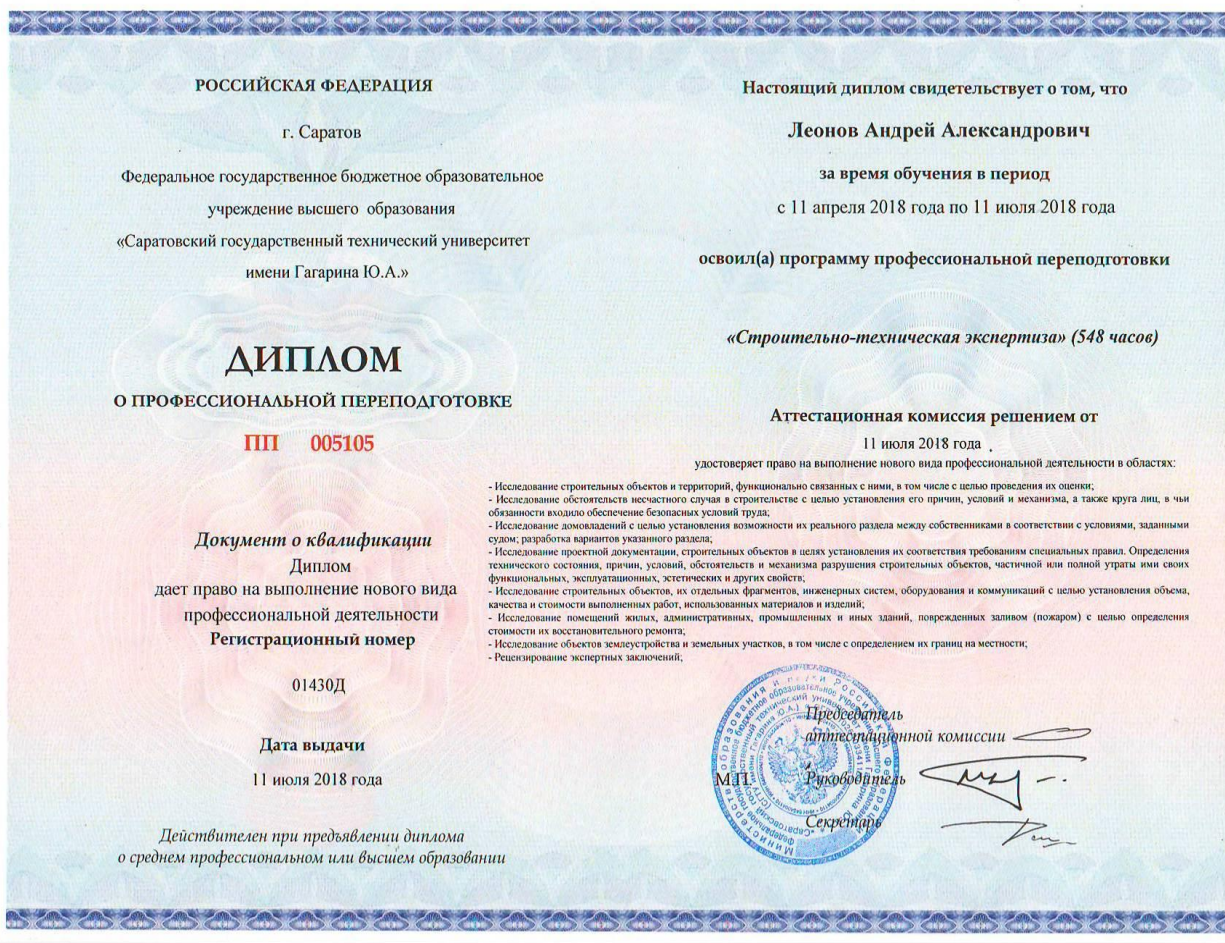 РОССИЙСКАЯ ФЕДЕРАЦИЯ
г. Саратов
Федеральное государственное бюджетное образовательное
учреждение высшего образования
«Саратовский государственный технический университет
имени Гагарина Ю.А.»
ДИПЛОМ
О ПРОФЕССИОНАЛЬНОЙ ПЕРЕПОДГОТОВКЕ
ПП 005105
Документ о квалификации
Диплом
дает право на выполнение нового вида
профессиональной деятельности
Регистрационный номер
01430Д
Дата выдачи
11 июля 2018 года
Действителен при предъявлении диплома
о среднем профессиональном или высшем образовании
Настоящий диплом свидетельствует о том, что
Леонов Андрей Александрович
за время обучения в период
с 11 апреля 2018 года по 11 июля 2018 года
освоил(а) программу профессиональной переподготовки
«Строительно-техническая экспертиза» (548 часов)
Аттестационная комиссия решением от
11 июля 2018 года
удостоверяет право на выполнение нового вида профессиональной деятельности в областях:
- Исследование строительных объектов и территорий, функционально связанных с ними, в том числе с целью проведения их оценки;
- Исследование обстоятельств несчастного случая в строительстве с целью установления его причин, условий и механизма, а также круга лиц, в чьи
обязанности входило обеспечение безопасных условий труда;
- Исследование домовладений с целью установления возможности их реального раздела между собственниками в соответствии с условиями, заданными
судом; разработка вариантов указанного раздела;
- Исследование проектной документации, строительных объектов в целях установления их соответствия требованиям специальных правил. Определения
технического состояния, причин, условий, обстоятельств и механизма разрушения строительных объектов, частичной или полной утраты ими своих
функциональных, эксплуатационных, эстетических и других свойств;
- Исследование строительных объектов, их отдельных фрагментов, инженерных систем, оборудования и коммуникаций с целью установления объема,
качества и стоимости выполненных работ, использованных материалов и изделий;
- Исследование помещений жилых, административных, промышленных и иных зданий, поврежденных заливом (пожаром) с целью определения
стоимости их восстановительного ремонта;
- Исследование объектов землеустройства и земельных участков, в том числе с определением их границ на местности;
- Рецензирование экспертных заключений;
Председатель
аттестационной комиссии
М.П.
Руководитель
Секретарь